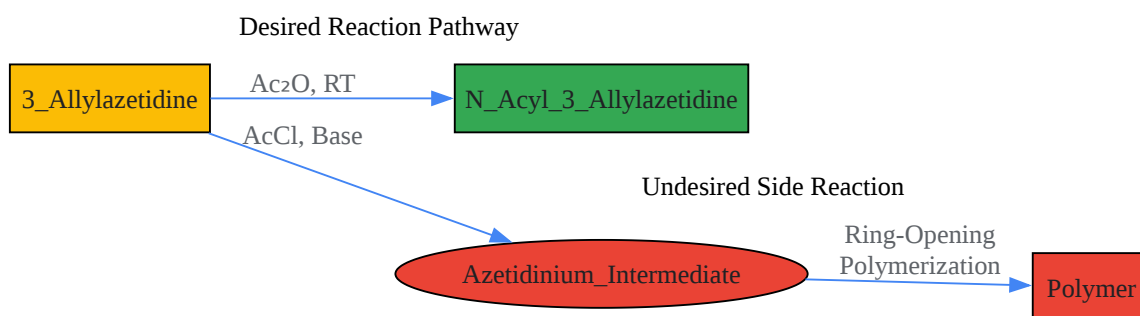 Desired Reaction Pathway
3_Allylazetidine
Ac₂O, RT
N_Acyl_3_Allylazetidine
AcCl, Base
Undesired Side Reaction
Azetidinium_Intermediate
Ring-Opening
Polymerization
Polymer